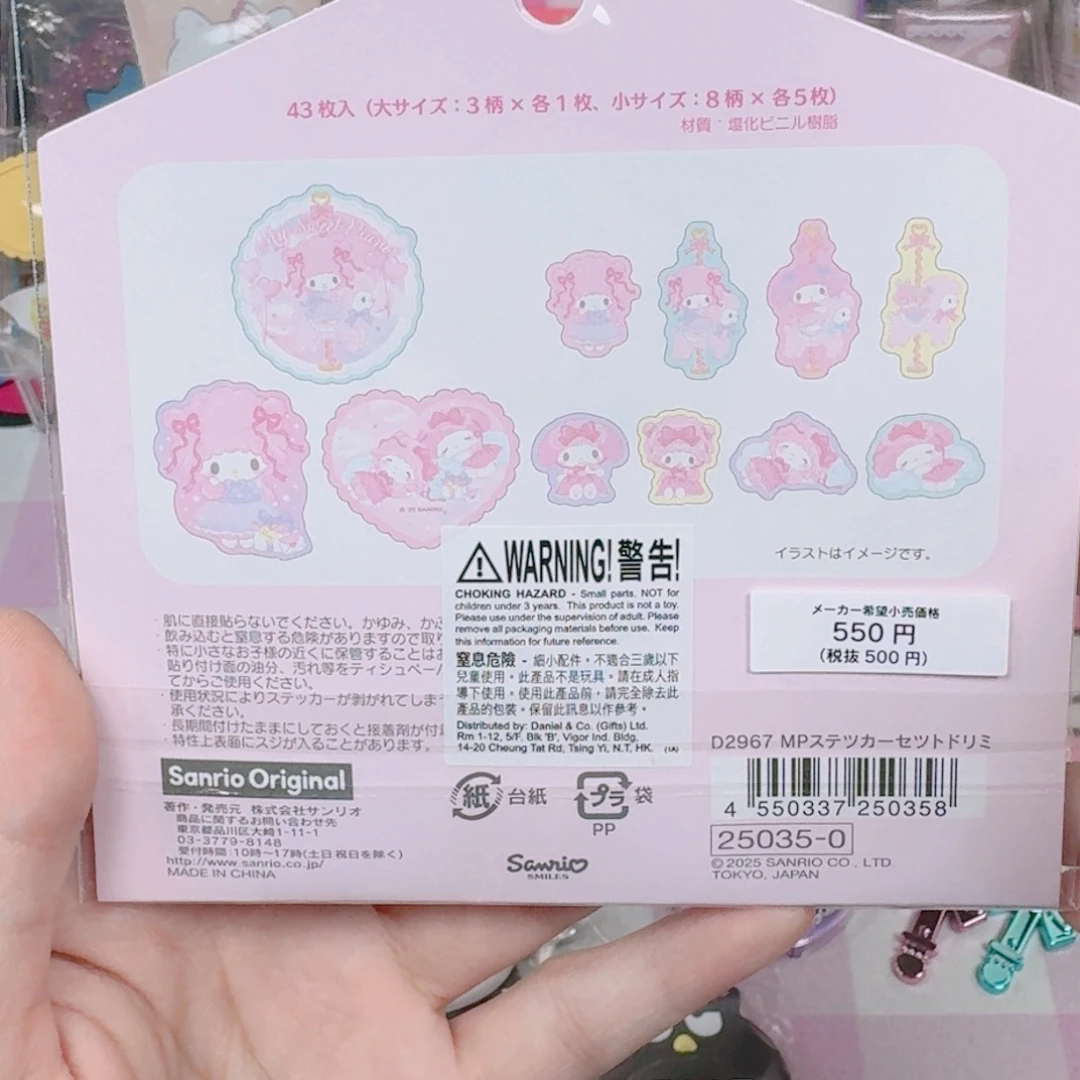 43枚入（大サイズ：3柄×各1枚、小サイズ：8柄×各5枚）
材質：塩化ビニル樹脂
My Sweet
© '25 SANRIO
イラストはイメージです。
・肌に直接貼らないでください。かゆみ、か
・飲み込むと窒息する危険がありますので取り
・特に小さなお子様の近くに保管することはお
貼り付け面の油分、汚れ等をティシュペー
てからご使用ください。
・使用状況によりステッカーが剥がれてしま
承ください。
・長期間付けたままにしておくと接着剤が付
・特性上表面にスジが入ることがあります。
⚠WARNING! 警告!
CHOKING HAZARD - Small parts. NOT for
children under 3 years. This product is not a toy.
Please use under the supervision of adult. Please
remove all packaging materials before use. Keep
this information for future reference.
窒息危險 - 細小配件。不適合三歲以下
兒童使用。此產品不是玩具。請在成人指
導下使用。使用此產品前，請完全除去此
產品的包裝。保留此訊息以作參考。
Distributed by: Daniel & Co. (Gifts) Ltd.
Rm 1-12, 5/F, Blk 'B', Vigor Ind. Bldg,
14-20 Cheung Tat Rd, Tsing Yi, N.T, HK. (1A)
メーカー希望小売価格
550円
(税抜 500円)
D2967 MPステツカーセツトドリミ
4 550337 250358
25035-0
©2025 SANRIO CO., LTD.
TOKYO, JAPAN
Sanrio Original
著作・発売元 株式会社サンリオ
商品に関するお問い合わせ先
東京都品川区大崎1-11-1
03-3779-8148
受付時間：10時～17時(土日祝日を除く)
http://www.sanrio.co.jp/
MADE IN CHINA
紙 台紙
プラ 袋
PP
Sanrio
SMILES